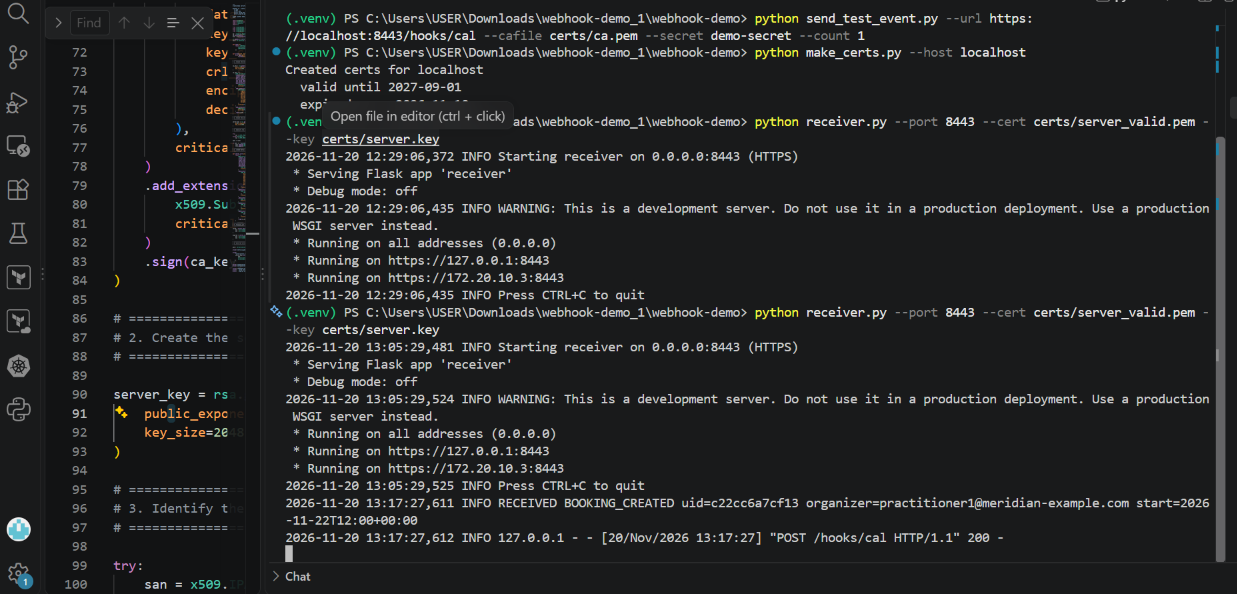 Find
(.venv) PS C:\Users\USER\Downloads\webhook-demo_1\webhook-demo> python send_test_event.py --url https:
//localhost:8443/hooks/cal --cafile certs/ca.pem --secret demo-secret --count 1
(.venv) PS C:\Users\USER\Downloads\webhook-demo_1\webhook-demo> python make_certs.py --host localhost
Created certs for localhost
valid until 2027-09-01
Open file in editor (ctrl + click)
ads\webhook-demo_1\webhook-demo> python receiver.py --port 8443 --cert certs/server_valid.pem -
-key certs/server.key
2026-11-20 12:29:06,372 INFO Starting receiver on 0.0.0.0:8443 (HTTPS)
* Serving Flask app 'receiver'
* Debug mode: off
2026-11-20 12:29:06,435 INFO WARNING: This is a development server. Do not use it in a production deployment. Use a production
WSGI server instead.
* Running on all addresses (0.0.0.0)
* Running on https://127.0.0.1:8443
* Running on https://172.20.10.3:8443
2026-11-20 12:29:06,435 INFO Press CTRL+C to quit
(.venv) PS C:\Users\USER\Downloads\webhook-demo_1\webhook-demo> python receiver.py --port 8443 --cert certs/server_valid.pem -
-key certs/server.key
2026-11-20 13:05:29,481 INFO Starting receiver on 0.0.0.0:8443 (HTTPS)
* Serving Flask app 'receiver'
* Debug mode: off
2026-11-20 13:05:29,524 INFO WARNING: This is a development server. Do not use it in a production deployment. Use a production
WSGI server instead.
* Running on all addresses (0.0.0.0)
* Running on https://127.0.0.1:8443
* Running on https://172.20.10.3:8443
2026-11-20 13:05:29,525 INFO Press CTRL+C to quit
2026-11-20 13:17:27,611 INFO RECEIVED BOOKING_CREATED uid=c22cc6a7cf13 organizer=practitioner1@meridian-example.com start=2026
-11-22T12:00+00:00
2026-11-20 13:17:27,612 INFO 127.0.0.1 - - [20/Nov/2026 13:17:27] "POST /hooks/cal HTTP/1.1" 200 -
Chat
72 key
73 crl
74 enc
75 dec
76 ),
77 critica
78 )
79 .add_extens
80 x509.Su
81 critica
82 )
83 .sign(ca_ke
84 )
85
86 # ===============
87 # 2. Create the
88 # ===============
89
90 server_key = rs
91 public_expo
92 key_size=20
93 )
94
95 # ===============
96 # 3. Identify t
97 # ===============
98
99 try:
100 san = x509.
1